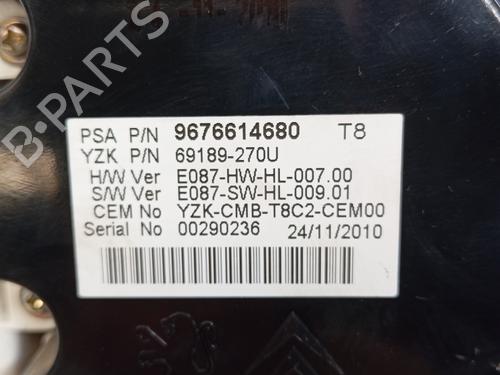 PSA P/N 9676614680 T8
YZK P/N 69189-270U
H/W Ver E087-HW-HL-007.00
S/W Ver E087-SW-HL-009.01
CEM No YZK-CMB-T8C2-CEM00
Serial No 00290236 24/11/2010
B-PARTS